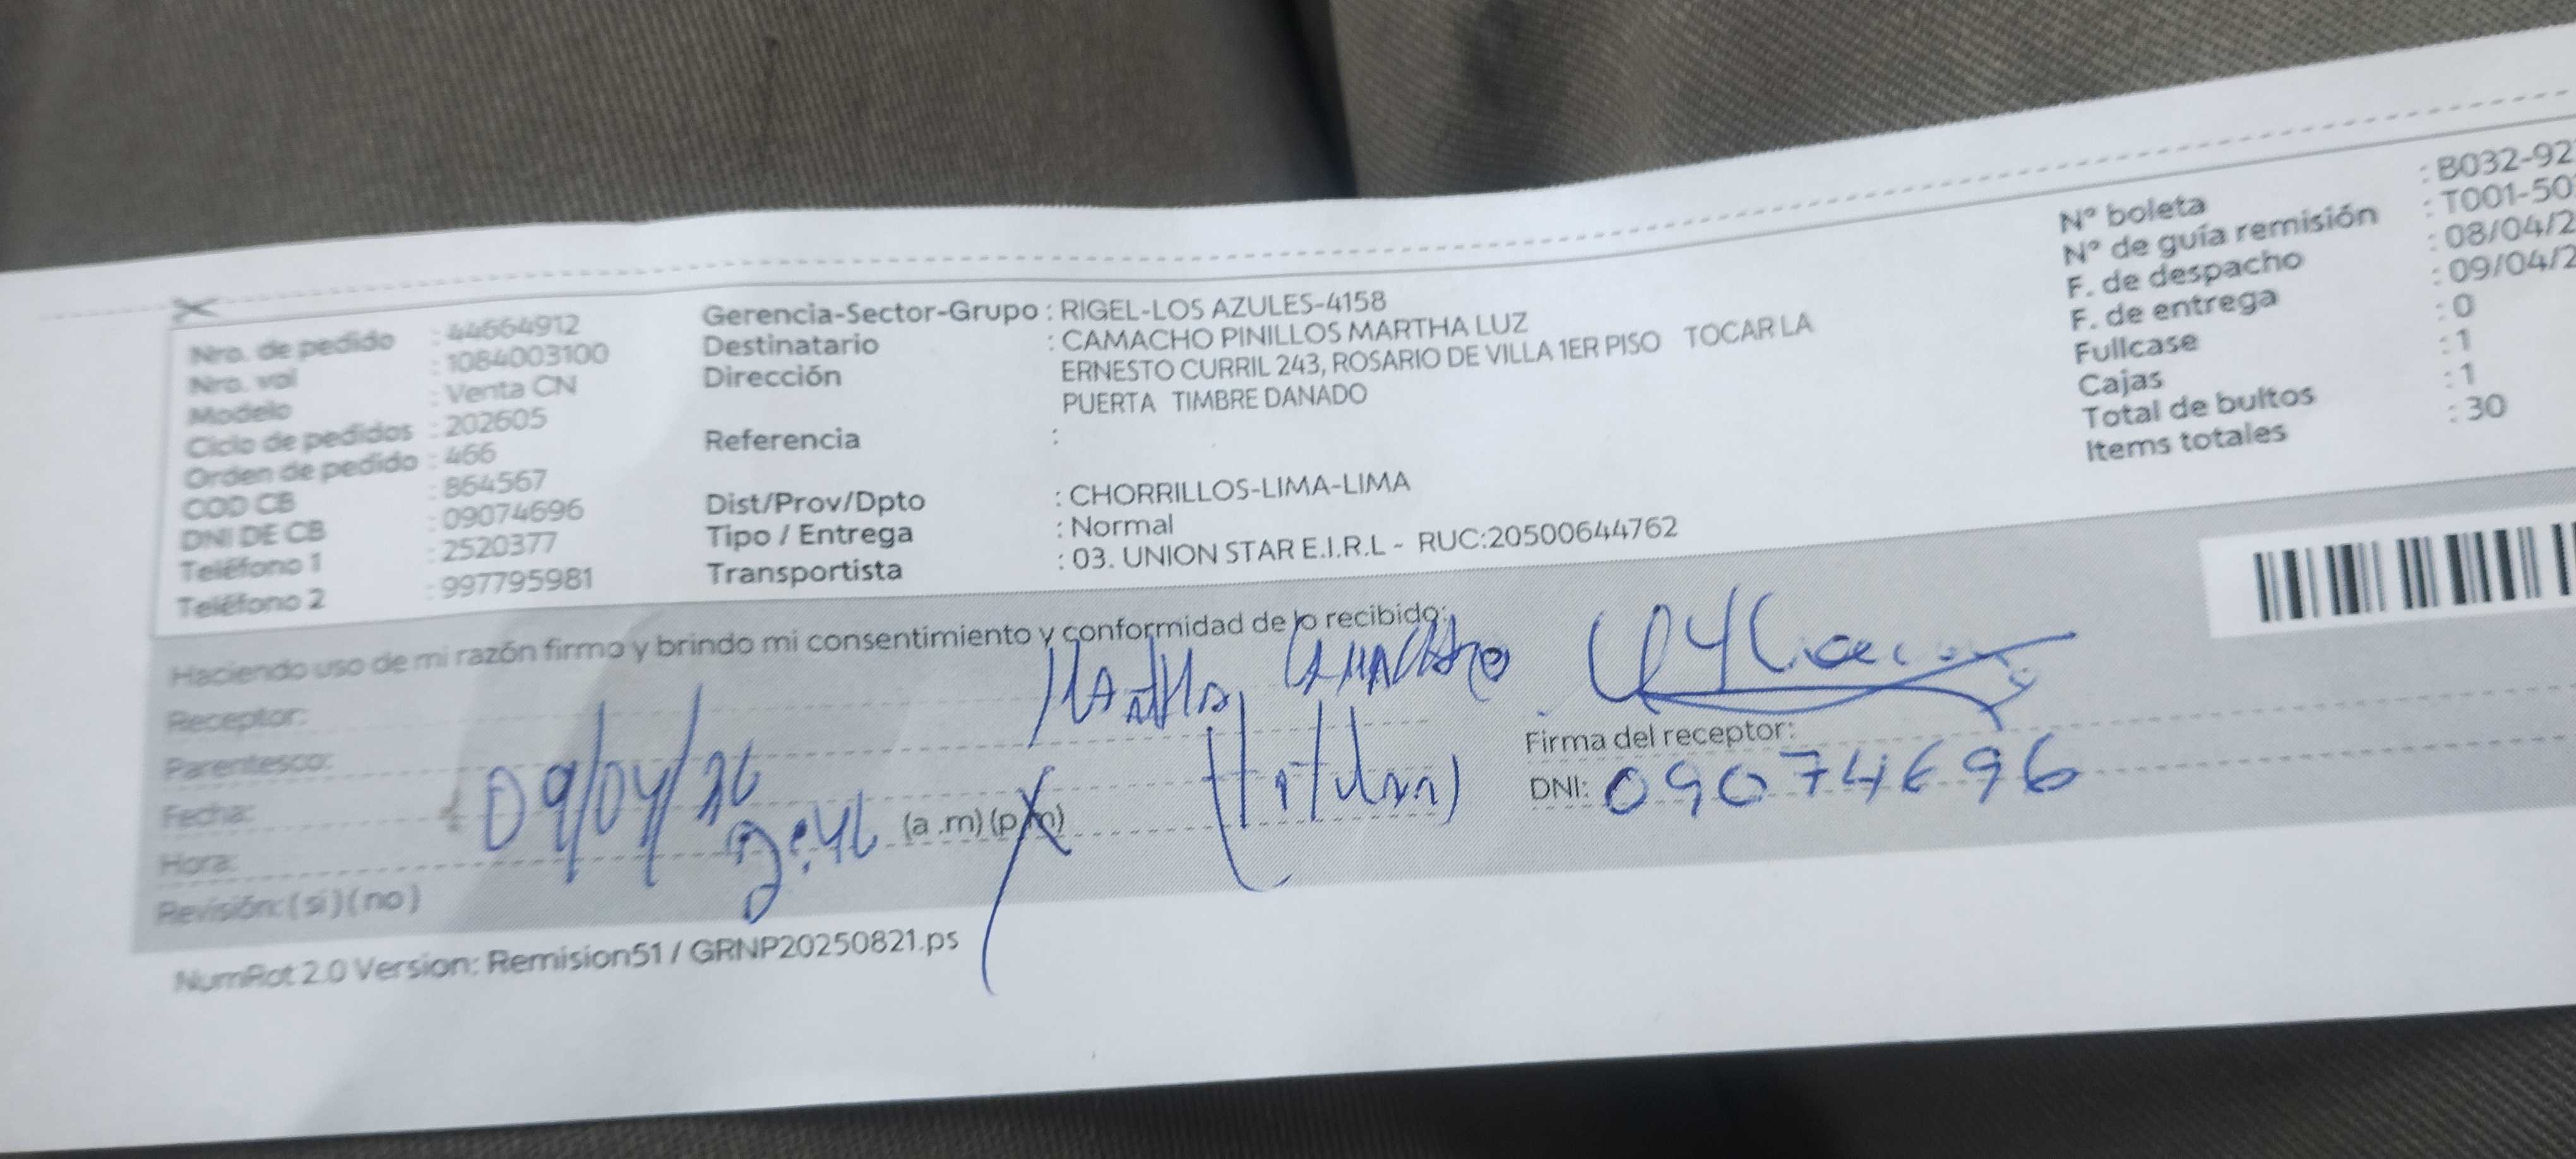 Nro. de pedido : 44664912
Nro. val : 1084003100
Modelo : Venta CN
Ciclo de pedidos : 202605
Orden de pedido : 466
COD CB : 864567
DNI DE CB : 09074696
Teléfono 1 : 2520377
Teléfono 2 : 997795981
Gerencia-Sector-Grupo : RIGEL-LOS AZULES-4158
Destinatario : CAMACHO PINILLOS MARTHA LUZ
Dirección : ERNESTO CURRIL 243, ROSARIO DE VILLA 1ER PISO TOCAR LA
PUERTA TIMBRE DANADO
Referencia :
Dist/Prov/Dpto : CHORRILLOS-LIMA-LIMA
Tipo / Entrega : Normal
Transportista : 03. UNION STAR E.I.R.L - RUC:20500644762
N° boleta : B032-92
N° de guía remisión : T001-50
F. de despacho : 08/04/2
F. de entrega : 09/04/2
Fullcase : 0
Cajas : 1
Total de bultos : 1
Items totales : 30
Haciendo uso de mi razón firmo y brindo mi consentimiento y conformidad de lo recibido:
Receptor: Martha Camacho
Parentesco: (titular)
Fecha: 09/04/26
Hora: (a .m) (p.m)
Revisión: ( si ) ( no )
Firma del receptor:
DNI: 09074696
NumRot 2.0 Version: Remision51 / GRNP20250821.ps